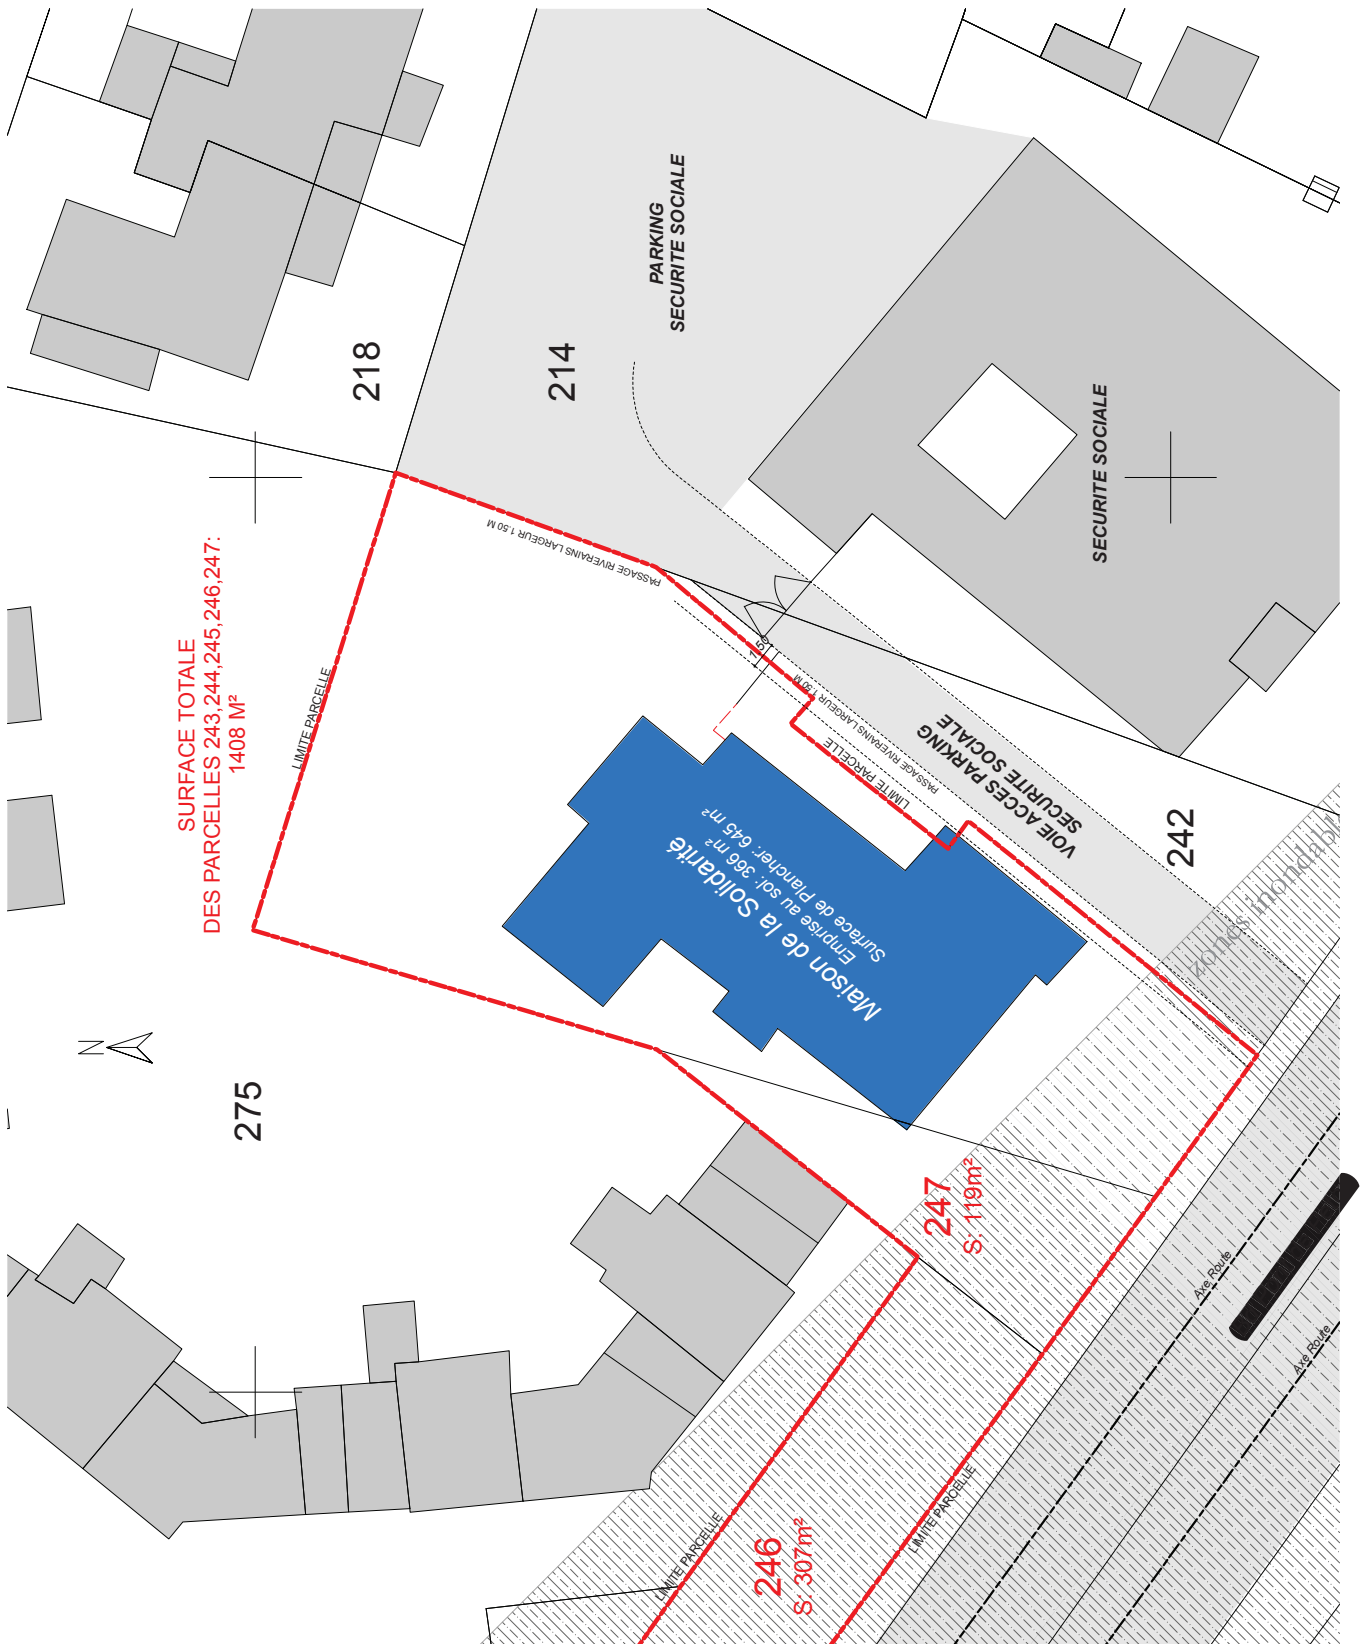 SURFACE TOTALE
DES PARCELLES 243,244,245,246,247:
1408 M²
LIMITE PARCELLE
218
214
PARKING
SECURITE SOCIALE
SECURITE SOCIALE
PASSAGE RIVERAINS LARGEUR 1.50 M
PASSAGE RIVERAINS LARGEUR 1.50 M
LIMITE PARCELLE
VOIE ACCES PARKING
SECURITE SOCIALE
Maison de la Solidarité
Emprise au sol: 366 m²
Surface de Plancher: 645 m²
242
N
275
247
S: 119m²
246
S: 307m²
LIMITE PARCELLE
LIMITE PARCELLE
Axe Route
Axe Route
zones